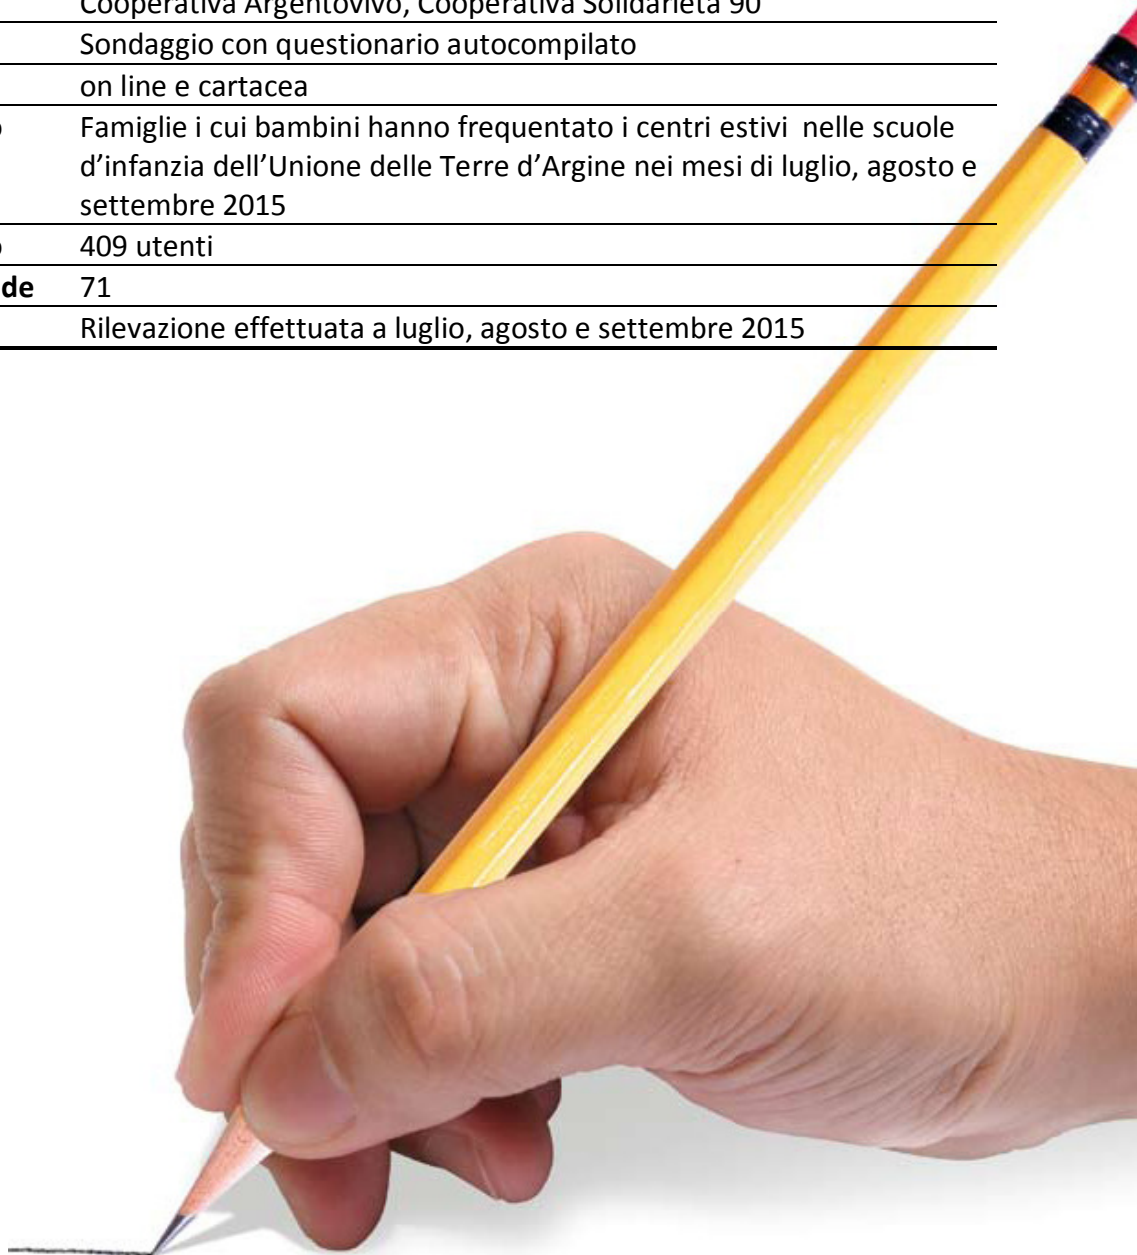 Cooperativa Argentovivo, Cooperativa Solidarietà 90
Sondaggio con questionario autocompilato
on line e cartacea
o Famiglie i cui bambini hanno frequentato i centri estivi nelle scuole
d'infanzia dell'Unione delle Terre d'Argine nei mesi di luglio, agosto e
settembre 2015
o 409 utenti
de 71
Rilevazione effettuata a luglio, agosto e settembre 2015